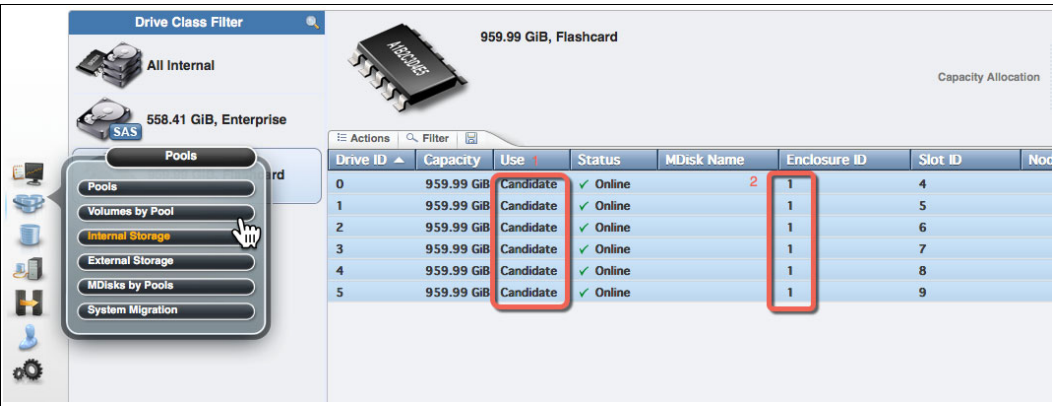 Drive Class Filter
All Internal
558.41 GiB, Enterprise
SAS
rd
Pools
Pools
Volumes by Pool
Internal Storage
External Storage
MDisks by Pools
System Migration
A1B2C3D4E5
959.99 GiB, Flashcard
Capacity Allocation
Actions Filter
Drive ID Capacity Use 1 Status MDisk Name Enclosure ID Slot ID Nod
0 959.99 GiB Candidate ✓ Online 2 1 4
1 959.99 GiB Candidate ✓ Online 1 5
2 959.99 GiB Candidate ✓ Online 1 6
3 959.99 GiB Candidate ✓ Online 1 7
4 959.99 GiB Candidate ✓ Online 1 8
5 959.99 GiB Candidate ✓ Online 1 9